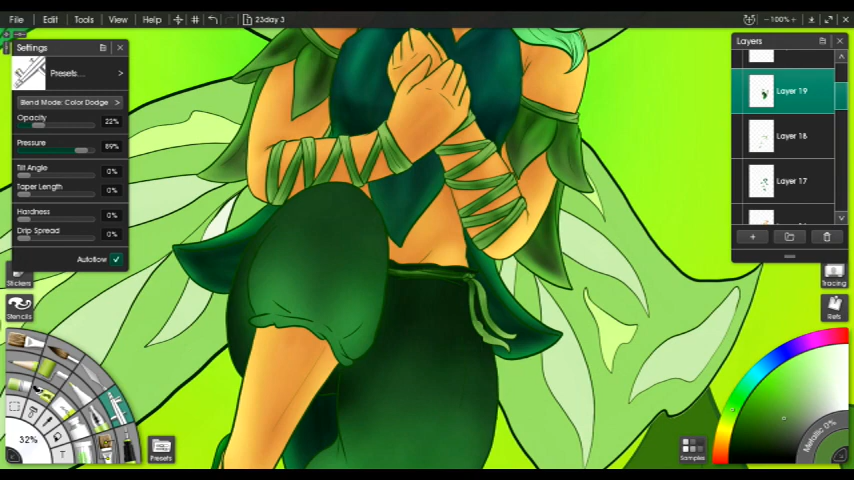 File Edit Tools View Help 23day 3 −100%+
Settings
Presets... >
Blend Mode: Color Dodge >
Opacity 22%
Pressure 89%
Tilt Angle 0%
Taper Length 0%
Hardness 0%
Drip Spread 0%
Autoflow
Layers
Layer 19
Layer 18
Layer 17
Stickers
Stencils
Tracing
Refs
32%
T
Presets
Samples
Metallic 0%